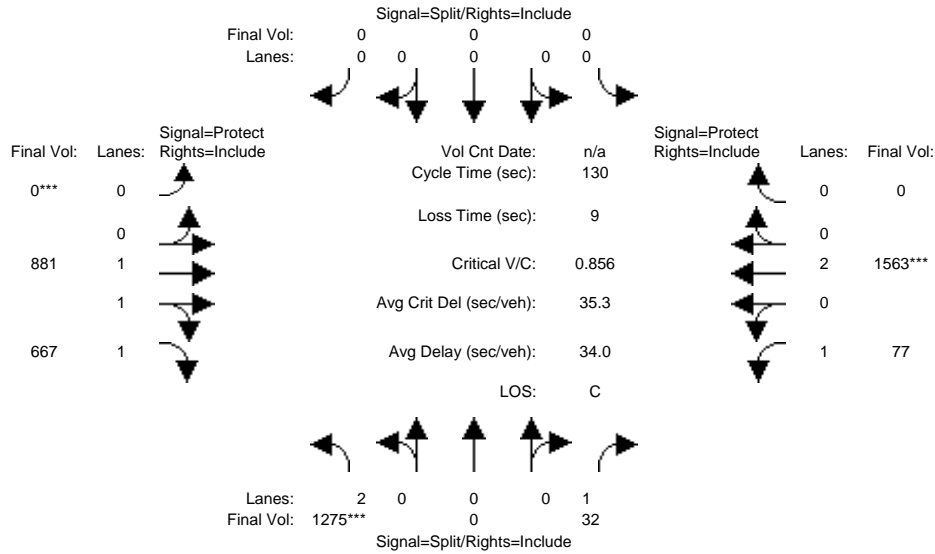 Signal=Split/Rights=Include
Final Vol: 0 0 0
Lanes: 0 0 0 0 0
Signal=Protect Signal=Protect
Final Vol: Lanes: Rights=Include Vol Cnt Date: n/a Rights=Include Lanes: Final Vol:
0*** 0 Cycle Time (sec): 130 0 0
Loss Time (sec): 9
0 0
881 1 Critical V/C: 0.856 2 1563***
1 Avg Crit Del (sec/veh): 35.3 0
667 1 Avg Delay (sec/veh): 34.0 1 77
LOS: C
Lanes: 2 0 0 0 1
Final Vol: 1275*** 0 32
Signal=Split/Rights=Include